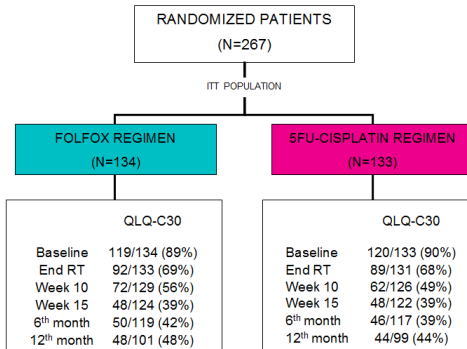 RANDOMIZED PATIENTS
(N=267)
ITT POPULATION
FOLFOX REGIMEN
(N=134)
5FU-CISPLATIN REGIMEN
(N=133)
QLQ-C30
Baseline 119/134 (89%)
End RT 92/133 (69%)
Week 10 72/129 (56%)
Week 15 48/124 (39%)
6th month 50/119 (42%)
12th month 48/101 (48%)
QLQ-C30
Baseline 120/133 (90%)
End RT 89/131 (68%)
Week 10 62/126 (49%)
Week 15 48/122 (39%)
6th month 46/117 (39%)
12th month 44/99 (44%)